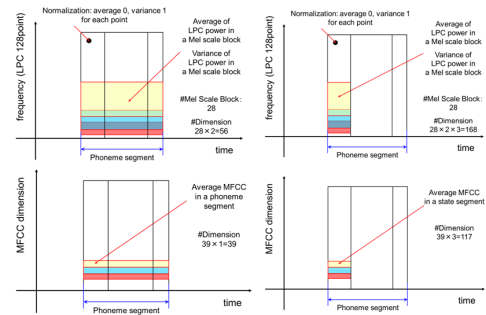 Normalization: average 0, variance 1
for each point
Average of
LPC power in
a Mel scale block
Variance of
LPC power in
a Mel scale block
#Mel Scale Block:
28
#Dimension
28×2=56
frequency (LPC 128point)
time
Phoneme segment
Normalization: average 0, variance 1
for each point
Average of
LPC power in
a Mel scale block
Variance of
LPC power in
a Mel scale block
#Mel Scale Block:
28
#Dimension
28×2×3=168
frequency (LPC 128point)
time
Phoneme segment
Average MFCC
in a phoneme
segment
#Dimension
39×1=39
MFCC dimension
time
Phoneme segment
Average MFCC
in a state segment
#Dimension
39×3=117
MFCC dimension
time
Phoneme segment